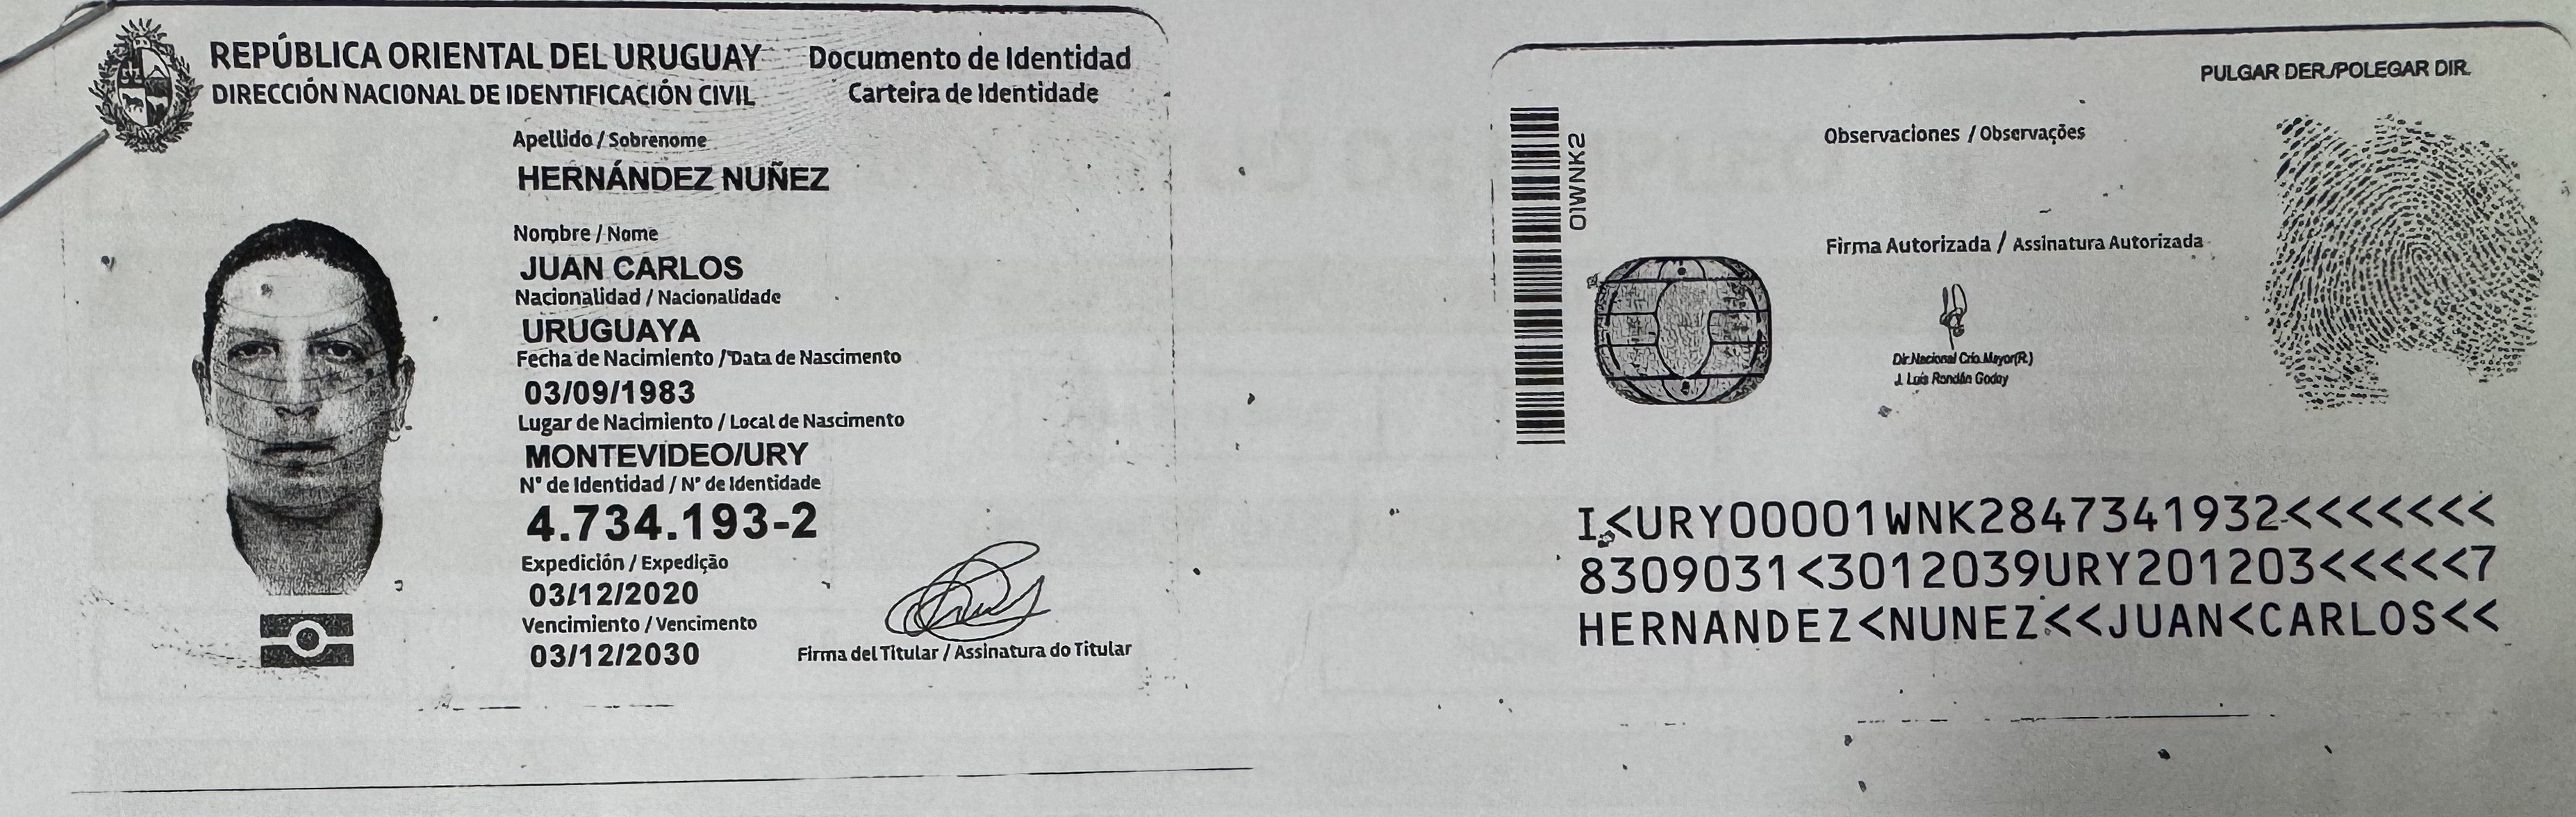 REPÚBLICA ORIENTAL DEL URUGUAY
DIRECCIÓN NACIONAL DE IDENTIFICACIÓN CIVIL
Documento de Identidad
Carteira de Identidade
Apellido / Sobrenome
HERNÁNDEZ NUÑEZ
Nombre / Nome
JUAN CARLOS
Nacionalidad / Nacionalidade
URUGUAYA
Fecha de Nacimiento / Data de Nascimento
03/09/1983
Lugar de Nacimiento / Local de Nascimento
MONTEVIDEO/URY
N° de Identidad / N° de Identidade
4.734.193-2
Expedición / Expedição
03/12/2020
Vencimiento / Vencimento
03/12/2030
Firma del Titular / Assinatura do Titular
PULGAR DER./POLEGAR DIR.
01WNK2
Observaciones / Observações
Firma Autorizada / Assinatura Autorizada
Dir.Nacional Crio.Mayor(R.)
J. Luis Rondán Godoy
I<URY00001WNK2847341932<<<<<<<
8309031<3012039URY201203<<<<<7
HERNANDEZ<NUNEZ<<JUAN<CARLOS<<